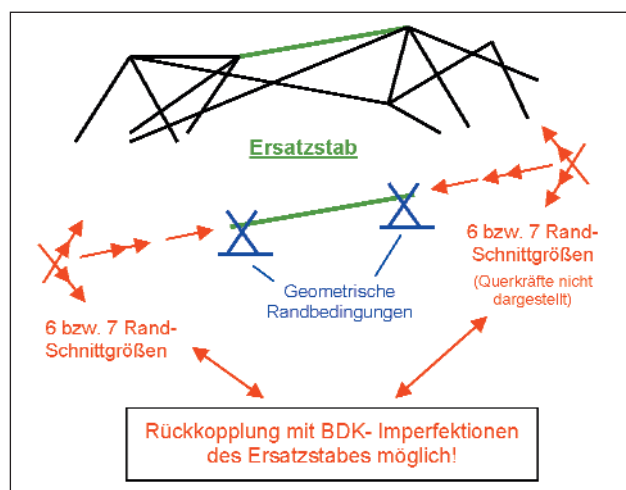 Ersatzstab
6 bzw. 7 Rand-
Schnittgrößen
(Querkräfte nicht
dargestellt)
Geometrische
Randbedingungen
6 bzw. 7 Rand-
Schnittgrößen
Rückkopplung mit BDK- Imperfektionen
des Ersatzstabes möglich!